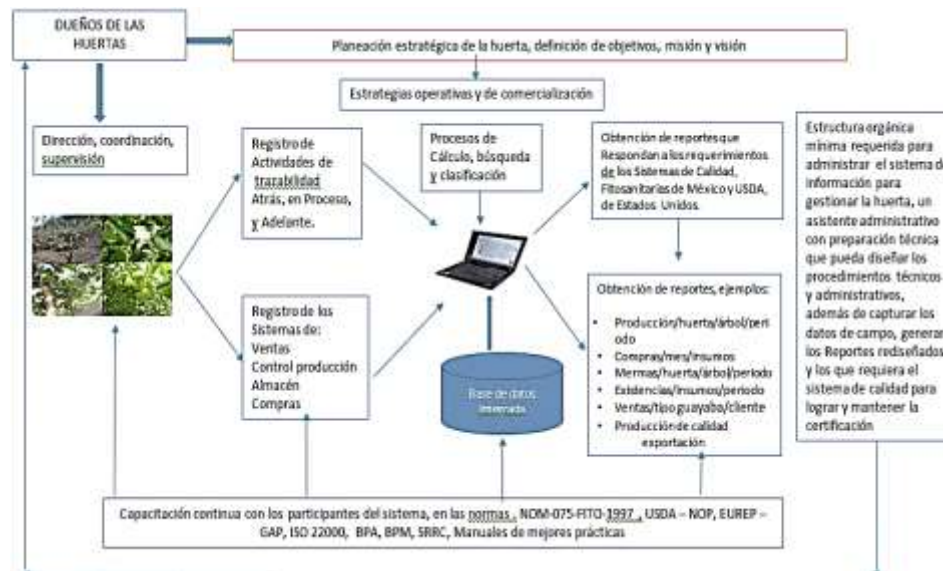 DUEÑOS DE LAS
HUERTAS
Planeación estratégico de la huerta, definición de objetivos, misión y visión
Estrategias operativas y de comercialización
Dirección, coordinación,
supervisión
Registro de
Actividades de
trazabilidad
Atrás, en Proceso,
y Adelante.
Procesos de
Cálculo, búsqueda
y clasificación
Obtención de reportes que
Respondan a los requerimientos
de los Sistemas de Calidad,
Fitosanitarias de México y USDA,
de Estados Unidos.
Estructura orgánica
mínima requerida para
administrar el sistema de
información para
gestionar la huerta, un
asistente administrativo
con preparación técnica
que pueda diseñar los
procedimientos técnicos
y administrativos,
además de capturar los
datos de campo, generar
los Reportes rediseñados
y los que requiera el
sistema de calidad para
lograr y mantener la
certificación
Registro de los
Sistemas de:
Ventas
Control producción
Almacén
Compras
Base de datos
Obtención de reportes, ejemplos:
• Producción/huerta/árbol/perí
odo
• Compras/mes/insumos
• Mermas/huerta/árbol/período
• Existencias/insumos/período
• Ventas/tipo guayaba/cliente
• Producción de calidad
exportación
Capacitación continua con los participantes del sistema, en las normas , NOM-075-FITO-1997 , USDA – NOP, EUREP –
GAP, ISO 22000, BPA, BPM, SRRC, Manuales de mejores prácticas